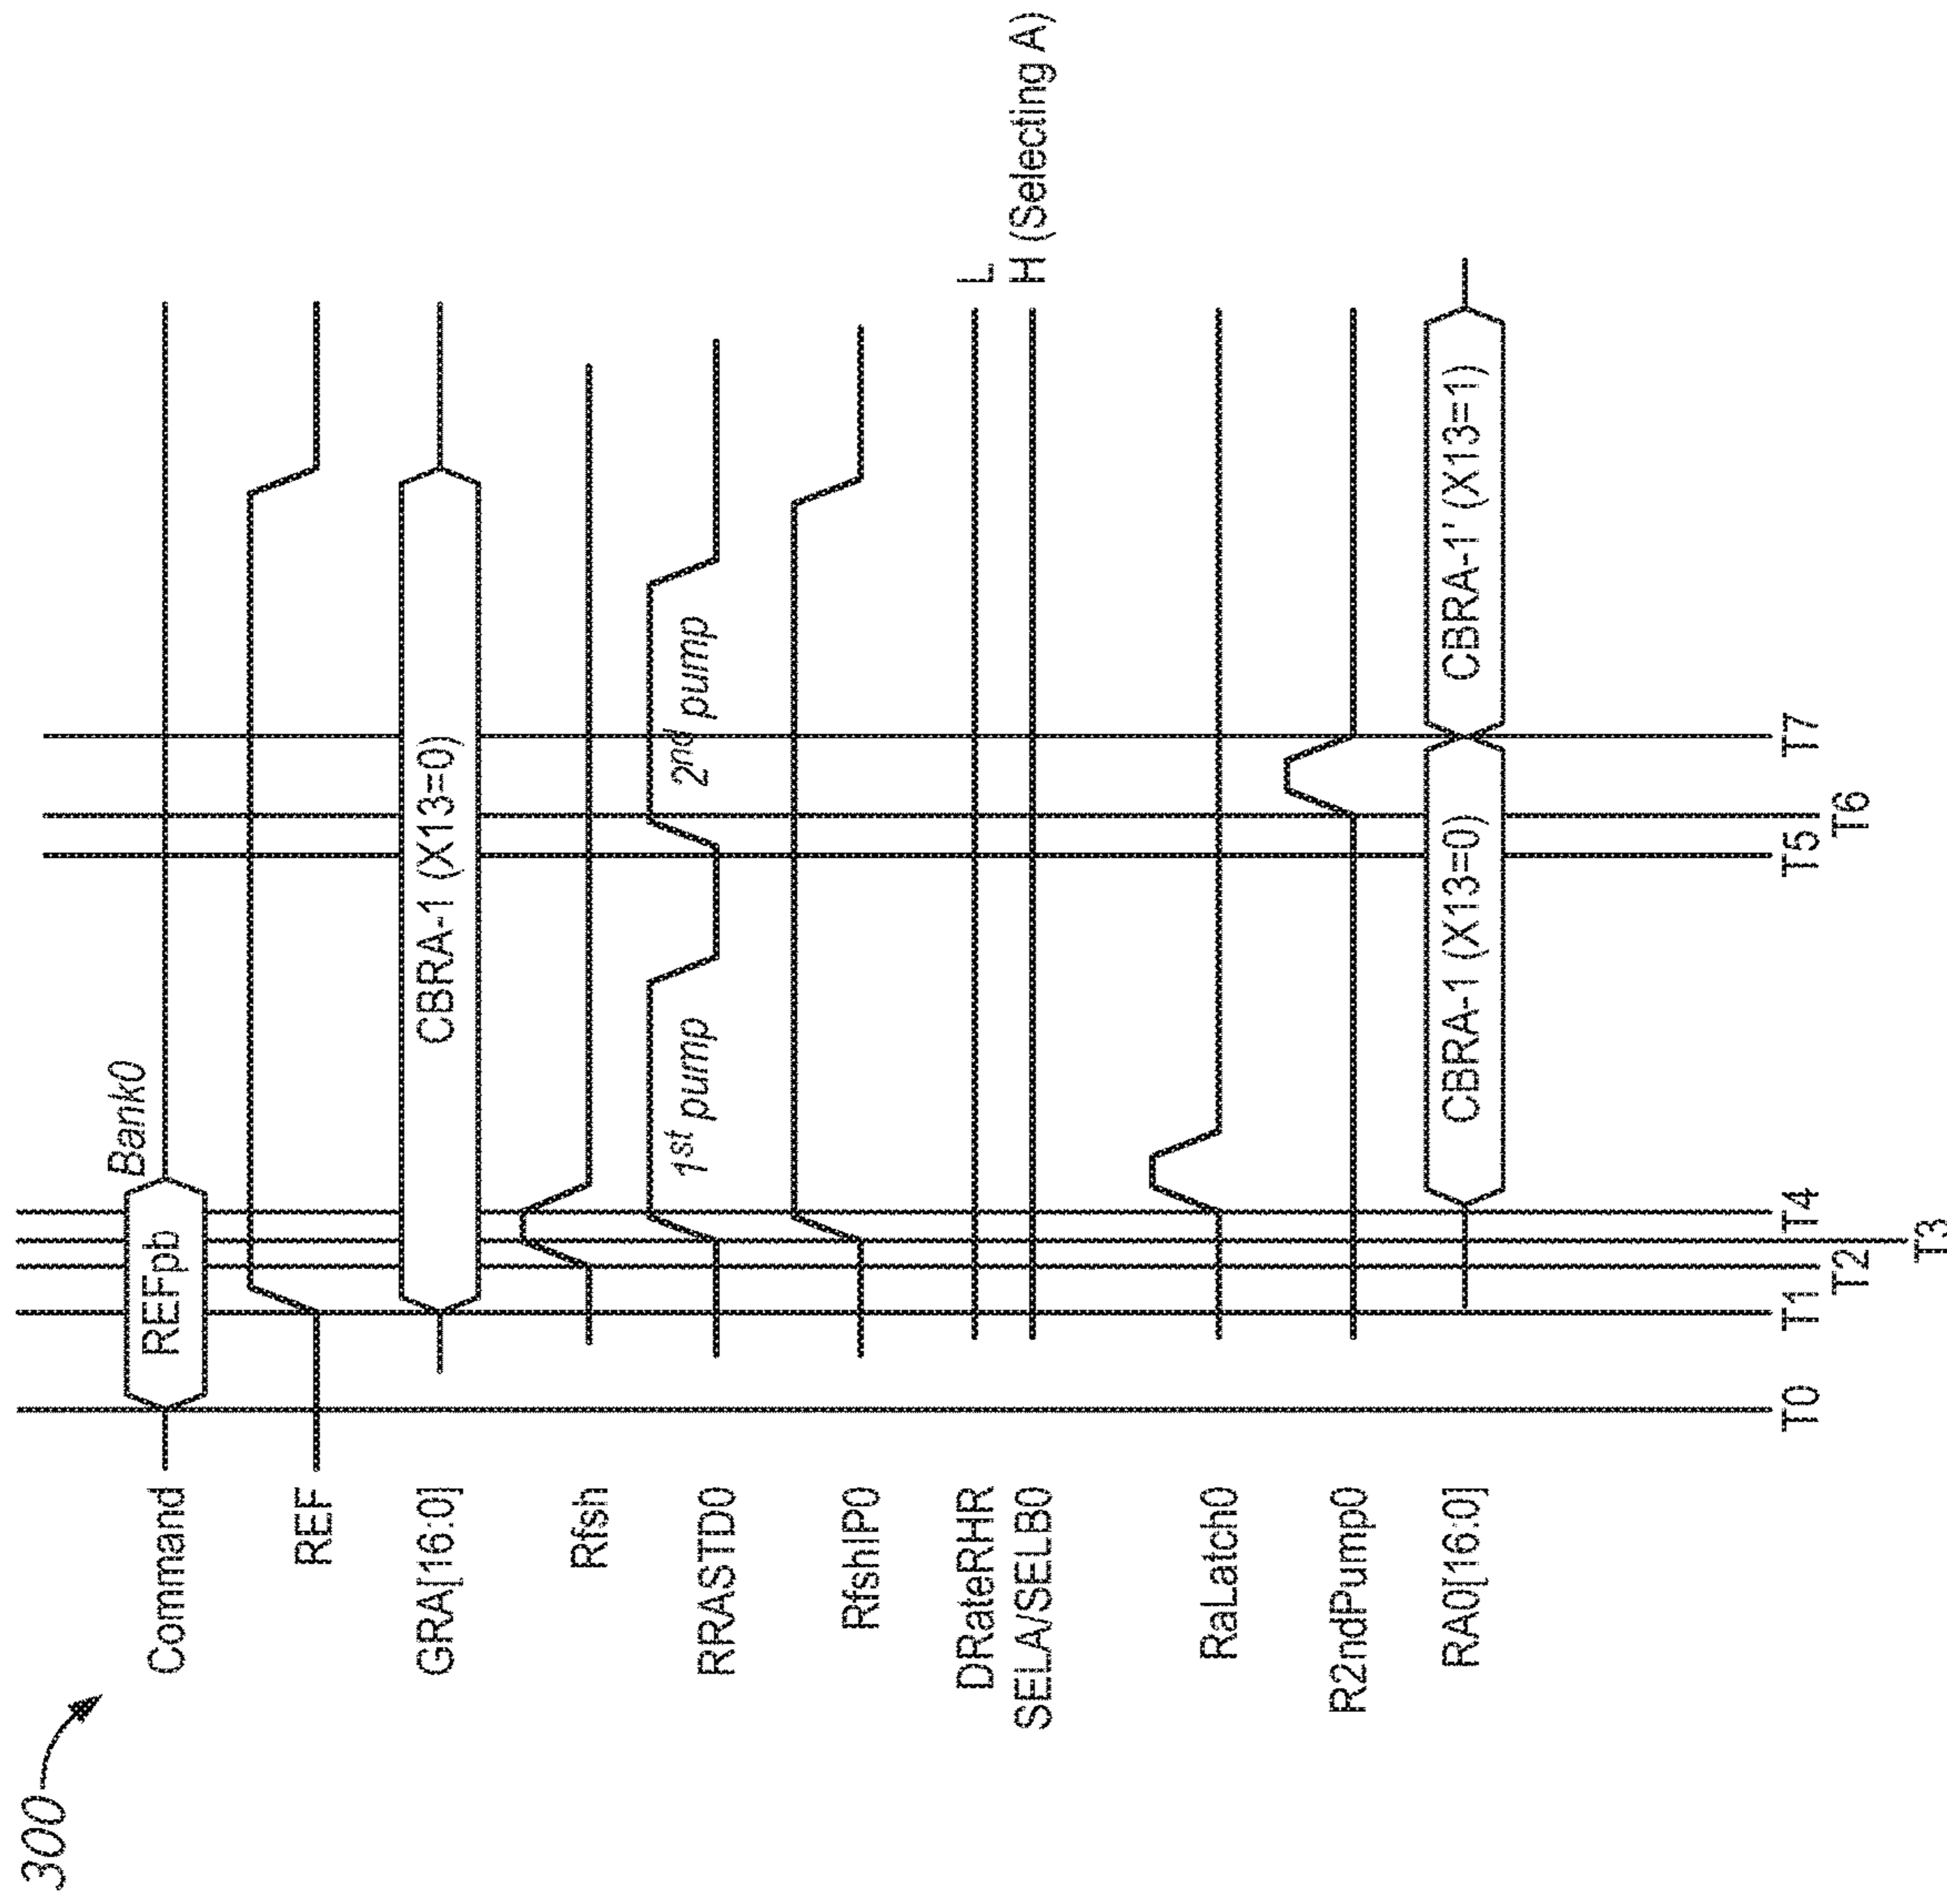 300
Command
REFpb
Bank0
REF
GRA[16:0]
CBRA-1 (X13=0)
Rfsh
RRASTD0
1st pump
2nd pump
RfshIP0
DRateRHR
L
SELA/SELB0
H (Selecting A)
RaLatch0
R2ndPump0
RA0[16:0]
CBRA-1 (X13=0)
CBRA-1' (X13=1)
T0
T1
T2
T3
T4
T5
T6
T7